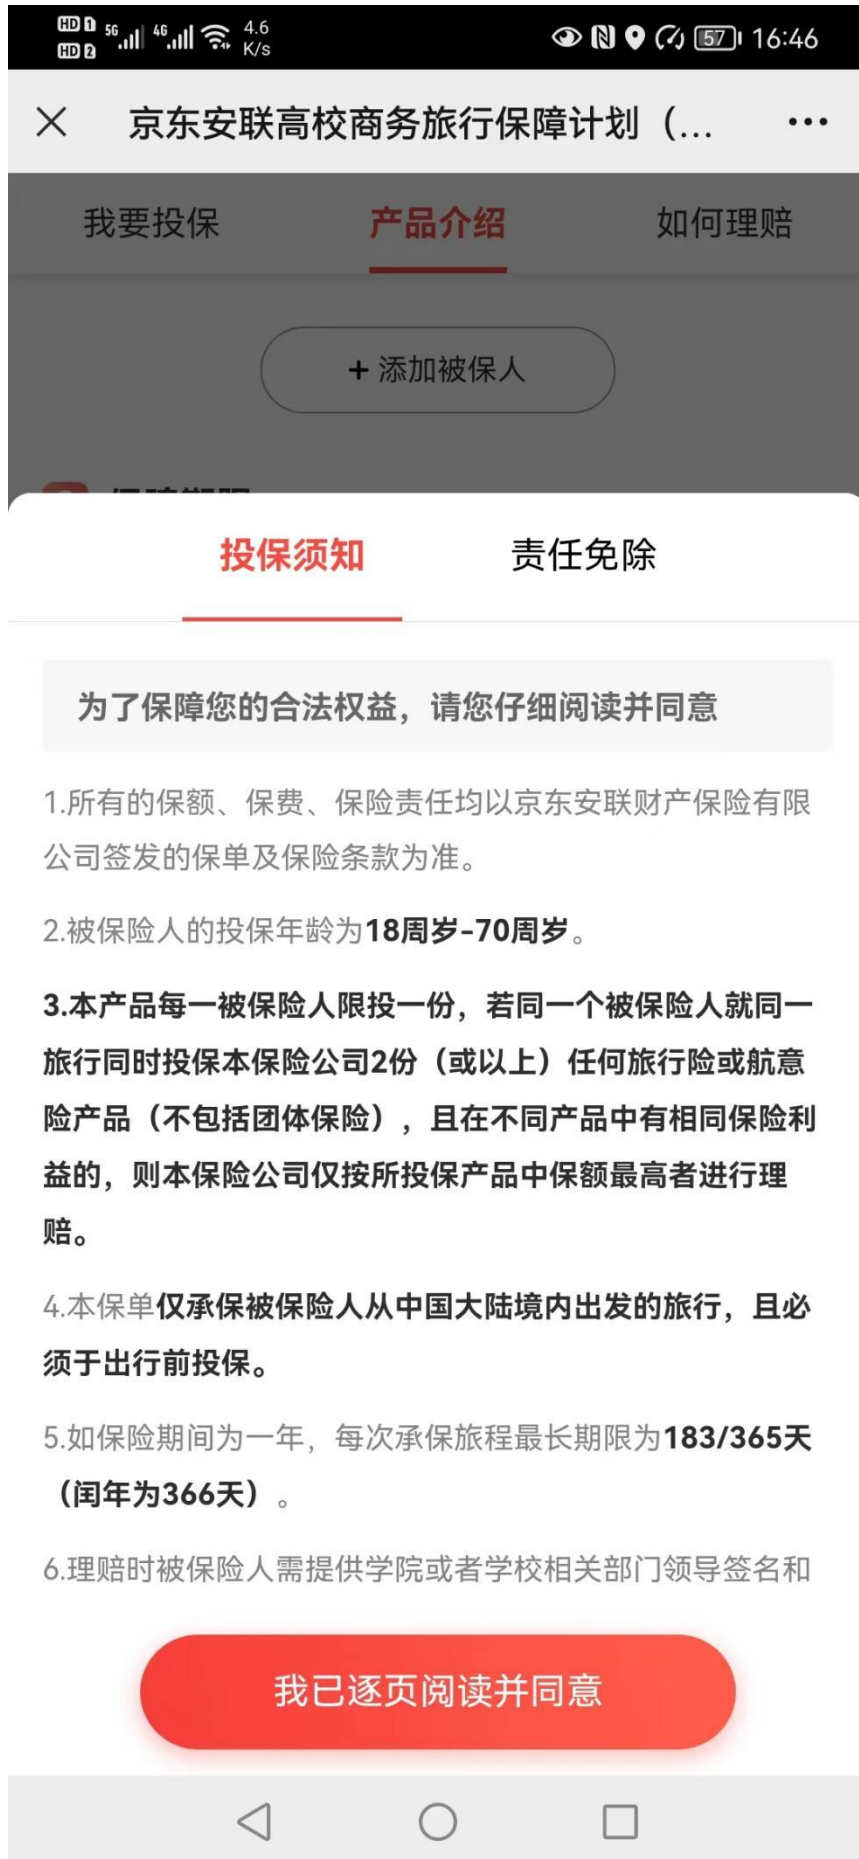 HD 1 5G 4G 4.6
HD 2 K/s
57 16:46
京东安联高校商务旅行保障计划（...
我要投保 产品介绍 如何理赔
+ 添加被保人
投保须知 责任免除
为了保障您的合法权益，请您仔细阅读并同意
1.所有的保额、保费、保险责任均以京东安联财产保险有限
公司签发的保单及保险条款为准。
2.被保险人的投保年龄为18周岁-70周岁。
3.本产品每一被保险人限投一份，若同一个被保险人就同一
旅行同时投保本保险公司2份（或以上）任何旅行险或航意
险产品（不包括团体保险），且在不同产品中有相同保险利
益的，则本保险公司仅按所投保产品中保额最高者进行理
赔。
4.本保单仅承保被保险人从中国大陆境内出发的旅行，且必
须于出行前投保。
5.如保险期间为一年，每次承保旅程最长期限为183/365天
（闰年为366天）。
6.理赔时被保险人需提供学院或者学校相关部门领导签名和
我已逐页阅读并同意